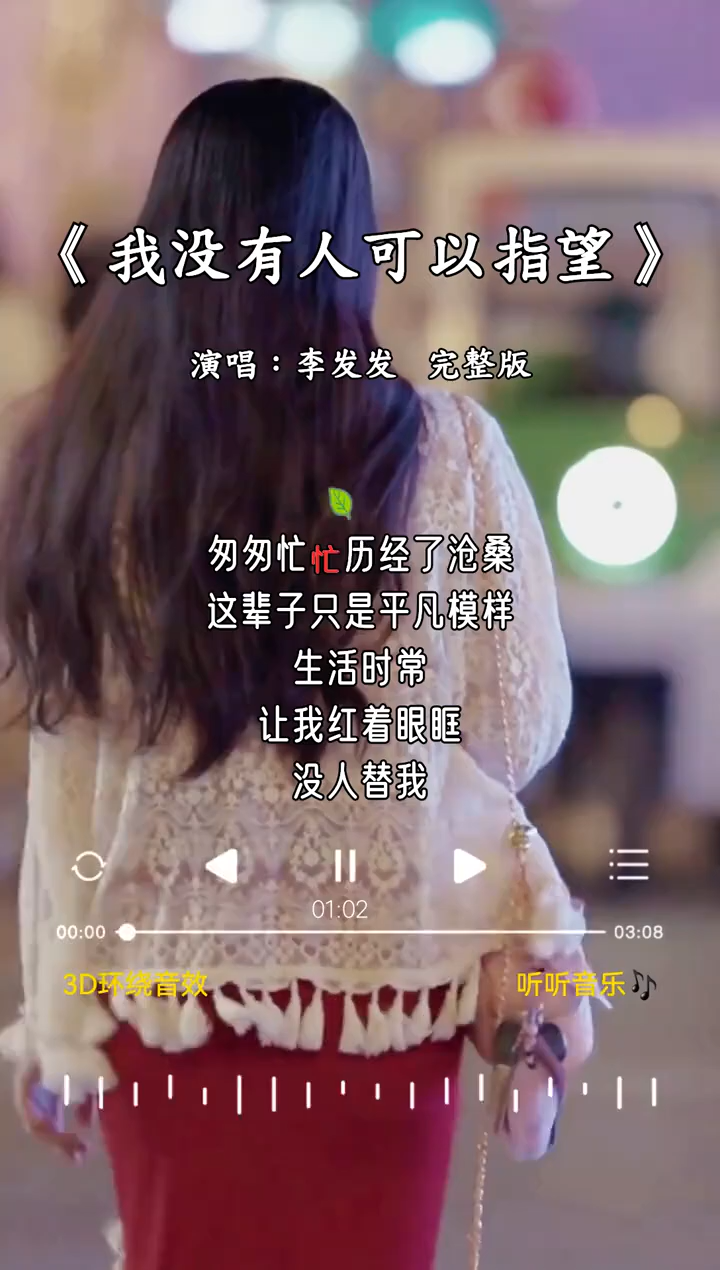 《我没有人可以指望》
演唱：李发发 完整版
匆匆忙忙历经了沧桑
这辈子只是平凡模样
生活时常
让我红着眼眶
没人替我
01:02
00:00 03:08
3D环绕音效 听听音乐🎶